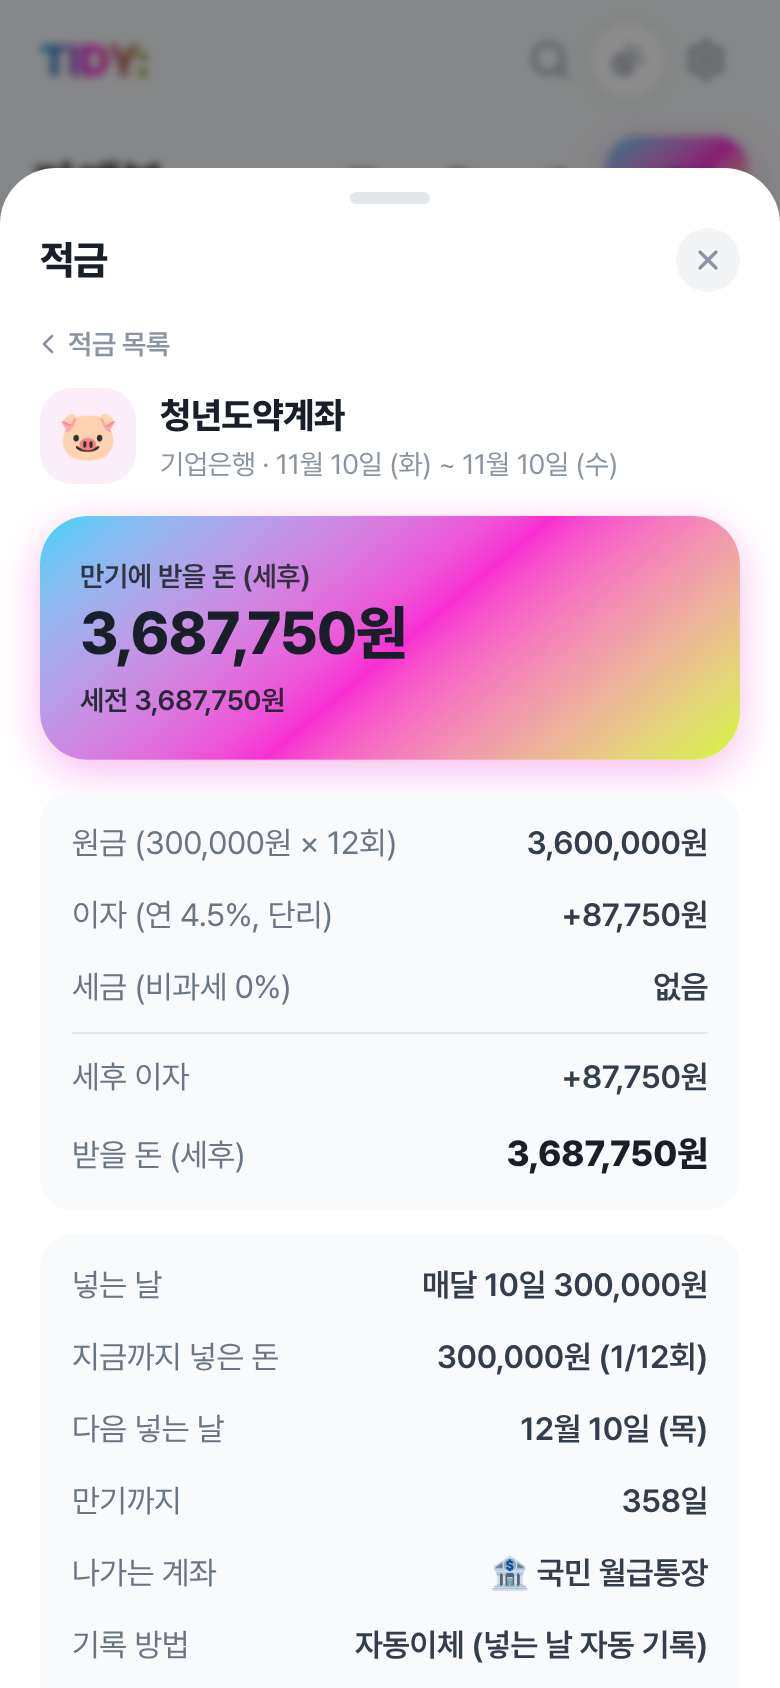 TIDY:
적금
적금 목록
청년도약계좌
기업은행 · 11월 10일 (화) ~ 11월 10일 (수)
만기에 받을 돈 (세후)
3,687,750원
세전 3,687,750원
원금 (300,000원 × 12회) 3,600,000원
이자 (연 4.5%, 단리) +87,750원
세금 (비과세 0%) 없음
세후 이자 +87,750원
받을 돈 (세후) 3,687,750원
넣는 날 매달 10일 300,000원
지금까지 넣은 돈 300,000원 (1/12회)
다음 넣는 날 12월 10일 (목)
만기까지 358일
나가는 계좌 국민 월급통장
기록 방법 자동이체 (넣는 날 자동 기록)